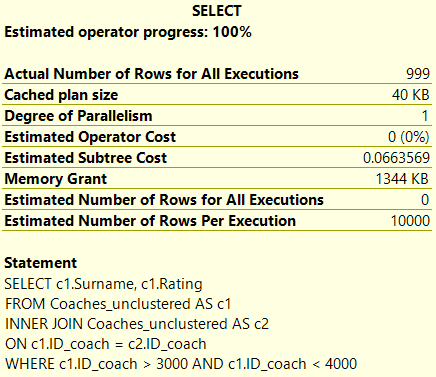 SELECT
Estimated operator progress: 100%
Actual Number of Rows for All Executions 999
Cached plan size 40 KB
Degree of Parallelism 1
Estimated Operator Cost 0 (0%)
Estimated Subtree Cost 0.0663569
Memory Grant 1344 KB
Estimated Number of Rows for All Executions 0
Estimated Number of Rows Per Execution 10000
Statement
SELECT c1.Surname, c1.Rating
FROM Coaches_unclustered AS c1
INNER JOIN Coaches_unclustered AS c2
ON c1.ID_coach = c2.ID_coach
WHERE c1.ID_coach > 3000 AND c1.ID_coach < 4000